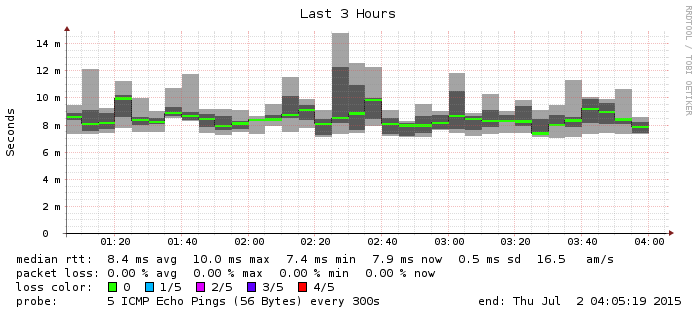 Last 3 Hours
RRDTOOL / TOBI OETIKER
Seconds
14 m
12 m
10 m
8 m
6 m
4 m
2 m
0
01:20 01:40 02:00 02:20 02:40 03:00 03:20 03:40 04:00
median rtt: 8.4 ms avg 10.0 ms max 7.4 ms min 7.9 ms now 0.5 ms sd 16.5 am/s
packet loss: 0.00 % avg 0.00 % max 0.00 % min 0.00 % now
loss color: 0 1/5 2/5 3/5 4/5
probe: 5 ICMP Echo Pings (56 Bytes) every 300s end: Thu Jul 2 04:05:19 2015